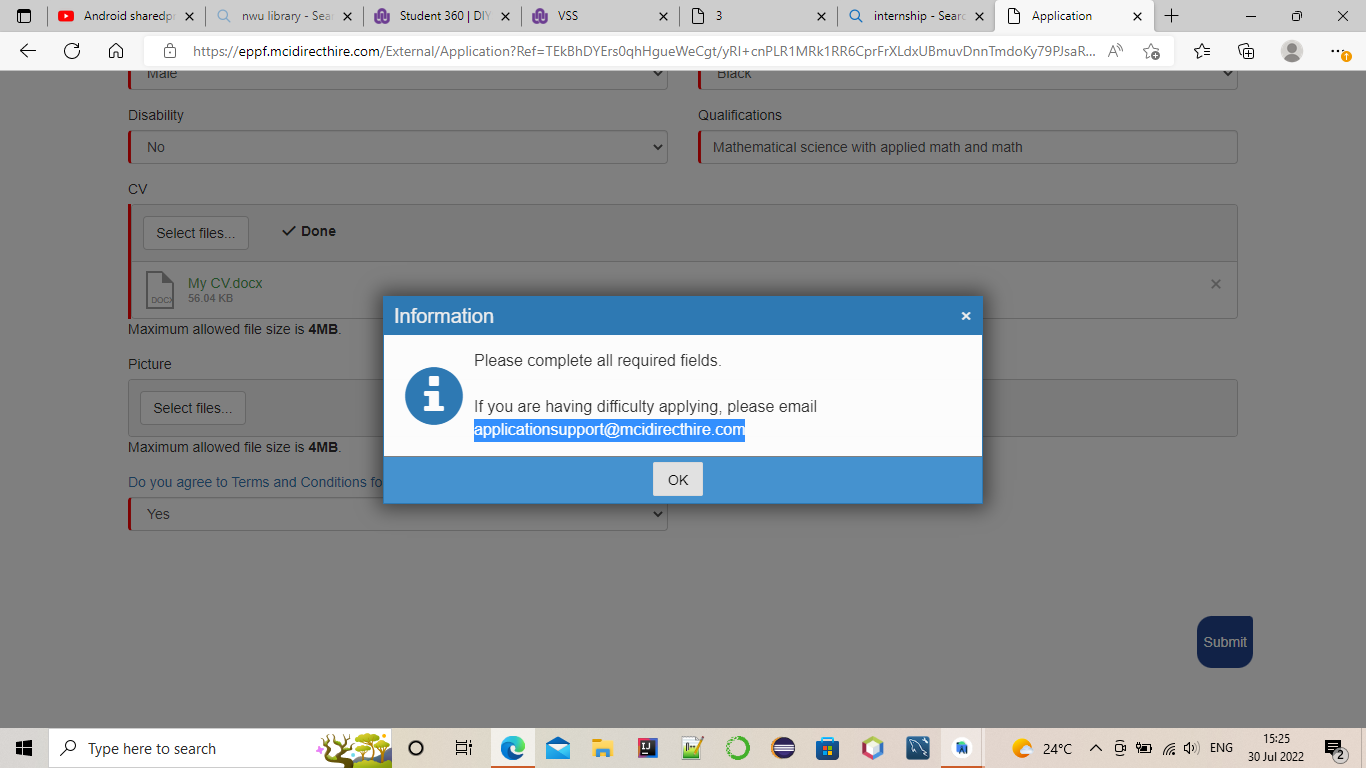 Android sharedpr
nwu library - Sear
Student 360 | DIY
VSS
3
internship - Searc
Application
https://eppf.mcidirecthire.com/External/Application?Ref=TEkBhDYErs0qhHgueWeCgt/yRI+cnPLR1MRk1RR6CprFrXLdxUBmuvDnnTmdoKy79PJsaR...
Male
Black
Disability
Qualifications
No
Mathematical science with applied math and math
CV
Select files...
Done
My CV.docx
DOCX
56.04 KB
Maximum allowed file size is 4MB.
Picture
Select files...
Maximum allowed file size is 4MB.
Do you agree to Terms and Conditions fo
Yes
Information
Please complete all required fields.
If you are having difficulty applying, please email
applicationsupport@mcidirecthire.com
OK
Submit
Type here to search
24°C
ENG
15:25
30 Jul 2022
2